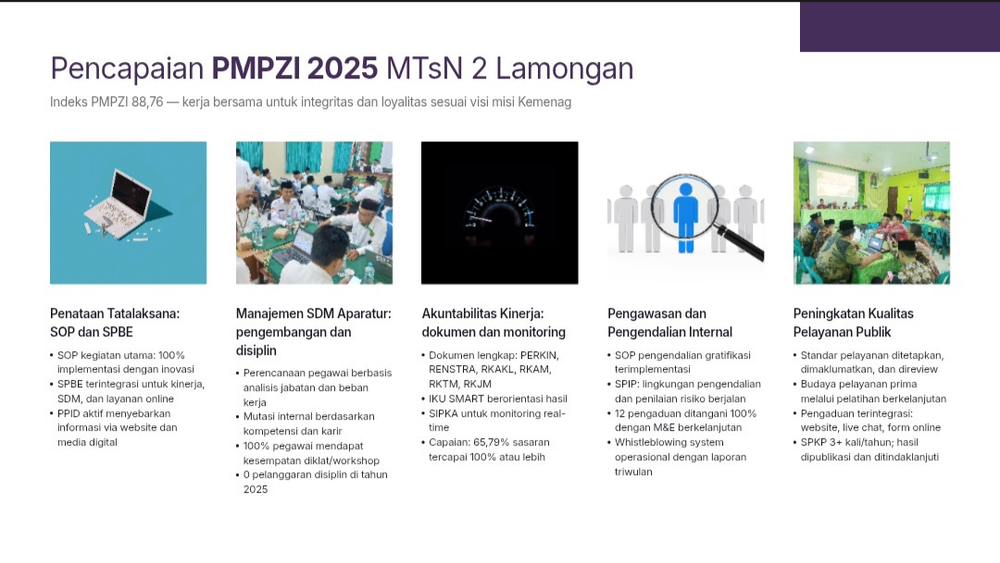 Pencapaian PMPZI 2025 MTsN 2 Lamongan
Indeks PMPZI 88,76 — kerja bersama untuk integritas dan loyalitas sesuai visi misi Kemenag
Penataan Tatalaksana:
SOP dan SPBE
• SOP kegiatan utama: 100%
implementasi dengan inovasi
• SPBE terintegrasi untuk kinerja,
SDM, dan layanan online
• PPID aktif menyebarkan
informasi via website dan
media digital
Manajemen SDM Aparatur:
pengembangan dan
disiplin
• Perencanaan pegawai berbasis
analisis jabatan dan beban
kerja
• Mutasi internal berdasarkan
kompetensi dan karir
• 100% pegawai mendapat
kesempatan diklat/workshop
• 0 pelanggaran disiplin di tahun
2025
Akuntabilitas Kinerja:
dokumen dan monitoring
• Dokumen lengkap: PERKIN,
RENSTRA, RKAKL, RKAM,
RKTM, RKJM
• IKU SMART berorientasi hasil
• SIPKA untuk monitoring real-
time
• Capaian: 65,79% sasaran
tercapai 100% atau lebih
Pengawasan dan
Pengendalian Internal
• SOP pengendalian gratifikasi
terimplementasi
• SPIP: lingkungan pengendalian
dan penilaian risiko berjalan
• 12 pengaduan ditangani 100%
dengan M&E berkelanjutan
• Whistleblowing system
operasional dengan laporan
triwulan
Peningkatan Kualitas
Pelayanan Publik
• Standar pelayanan ditetapkan,
dimaklumatkan, dan direview
• Budaya pelayanan prima
melalui pelatihan berkelanjutan
• Pengaduan terintegrasi:
website, live chat, form online
• SPKP 3+ kali/tahun; hasil
dipublikasi dan ditindaklanjuti